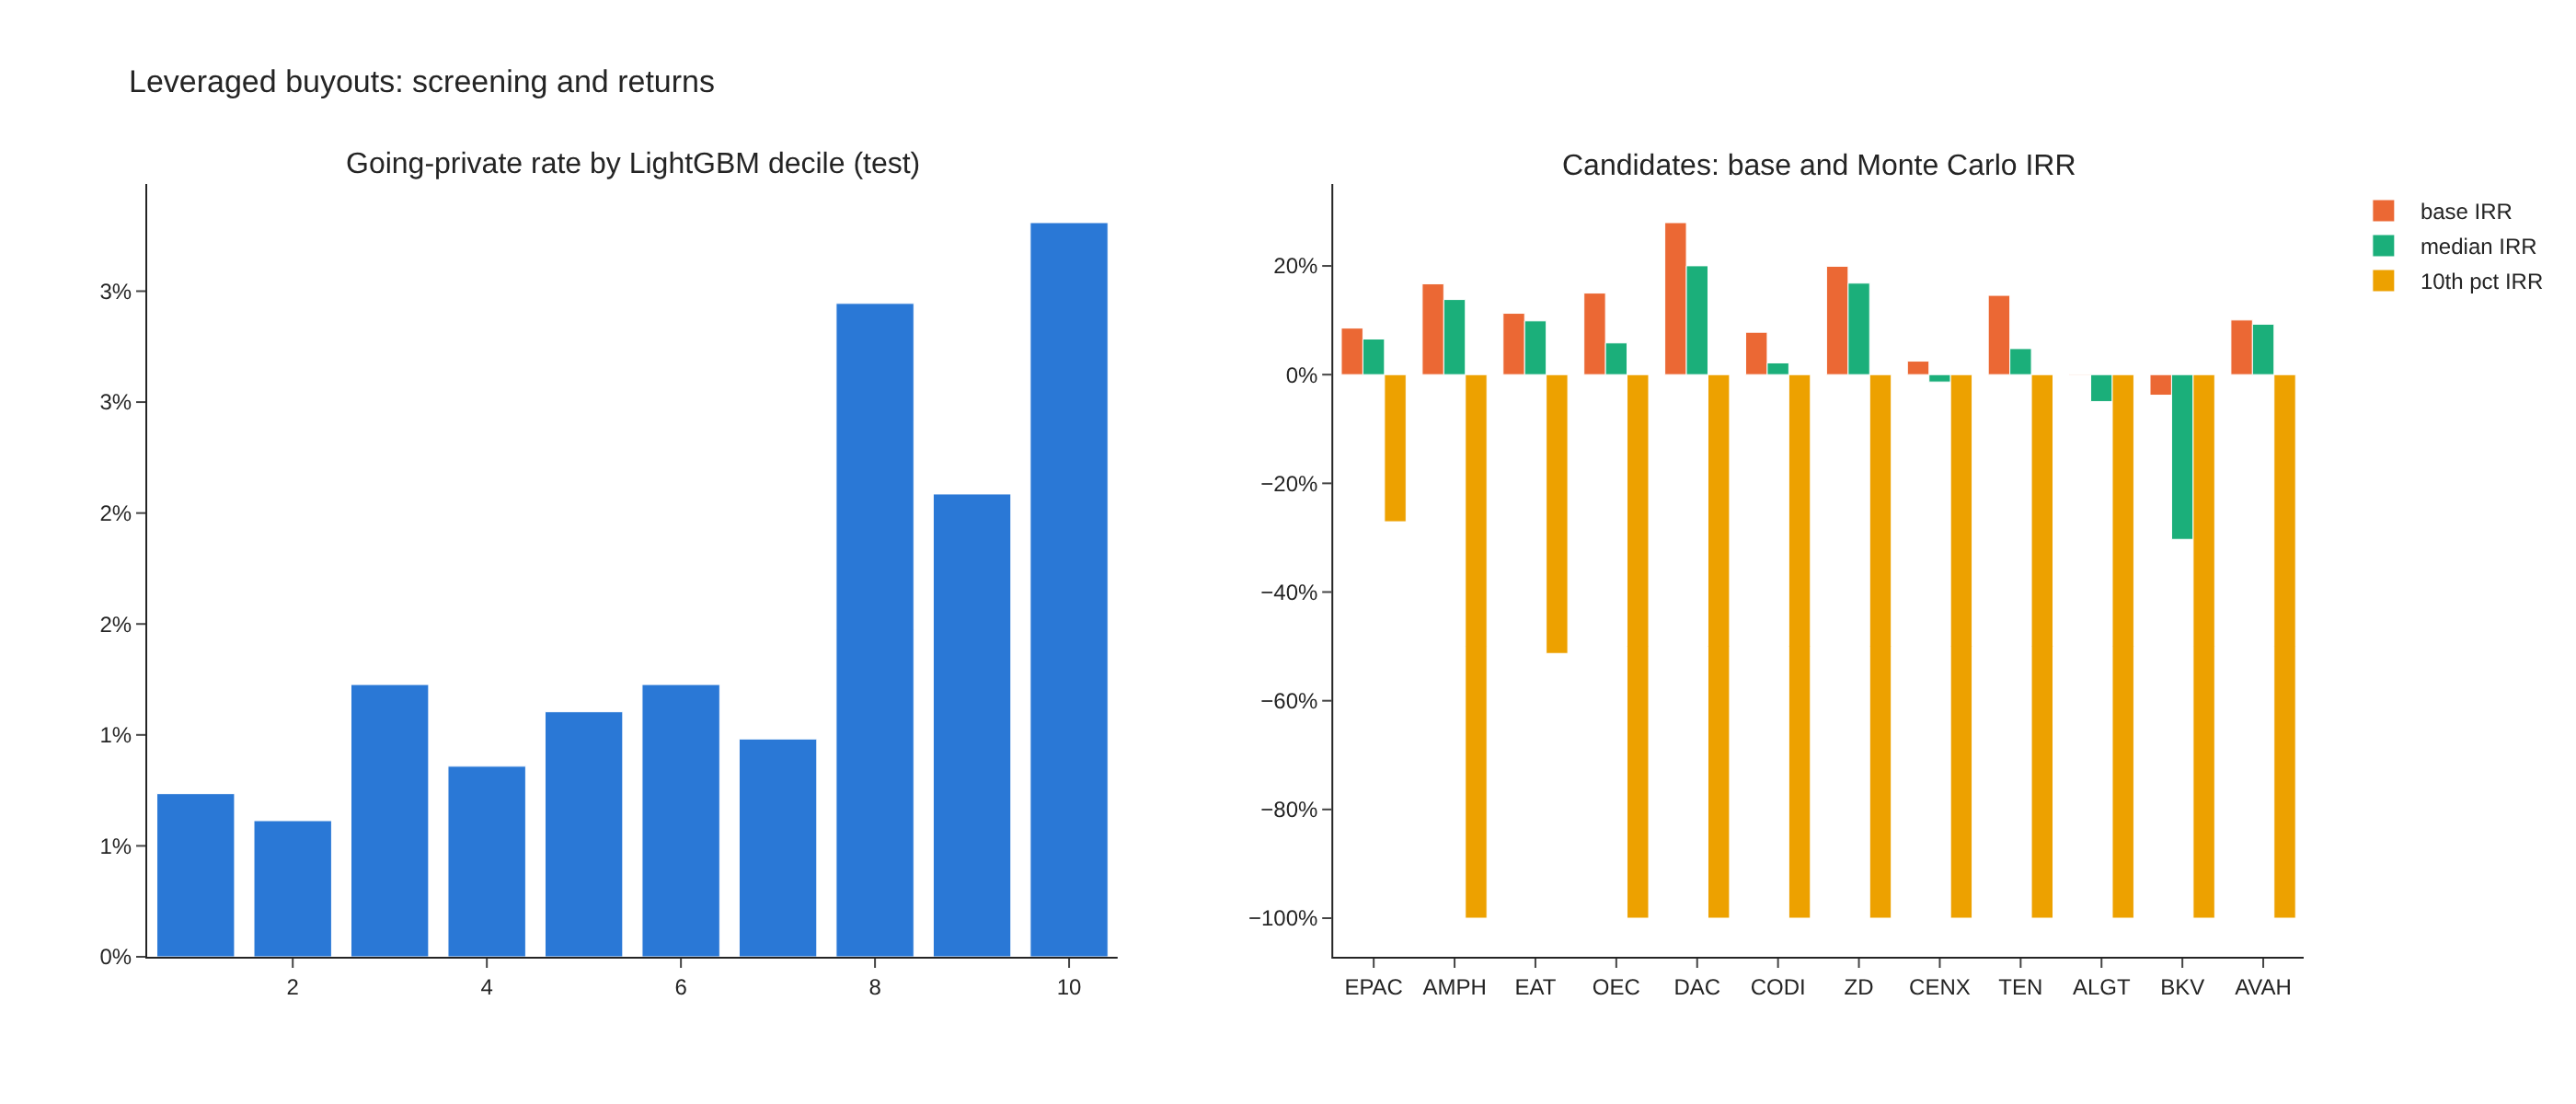 Leveraged buyouts: screening and returns
Going-private rate by LightGBM decile (test)
3%
3%
2%
2%
1%
1%
0%
2 4 6 8 10
Candidates: base and Monte Carlo IRR
20%
0%
−20%
−40%
−60%
−80%
−100%
EPAC AMPH EAT OEC DAC CODI ZD CENX TEN ALGT BKV AVAH
base IRR
median IRR
10th pct IRR